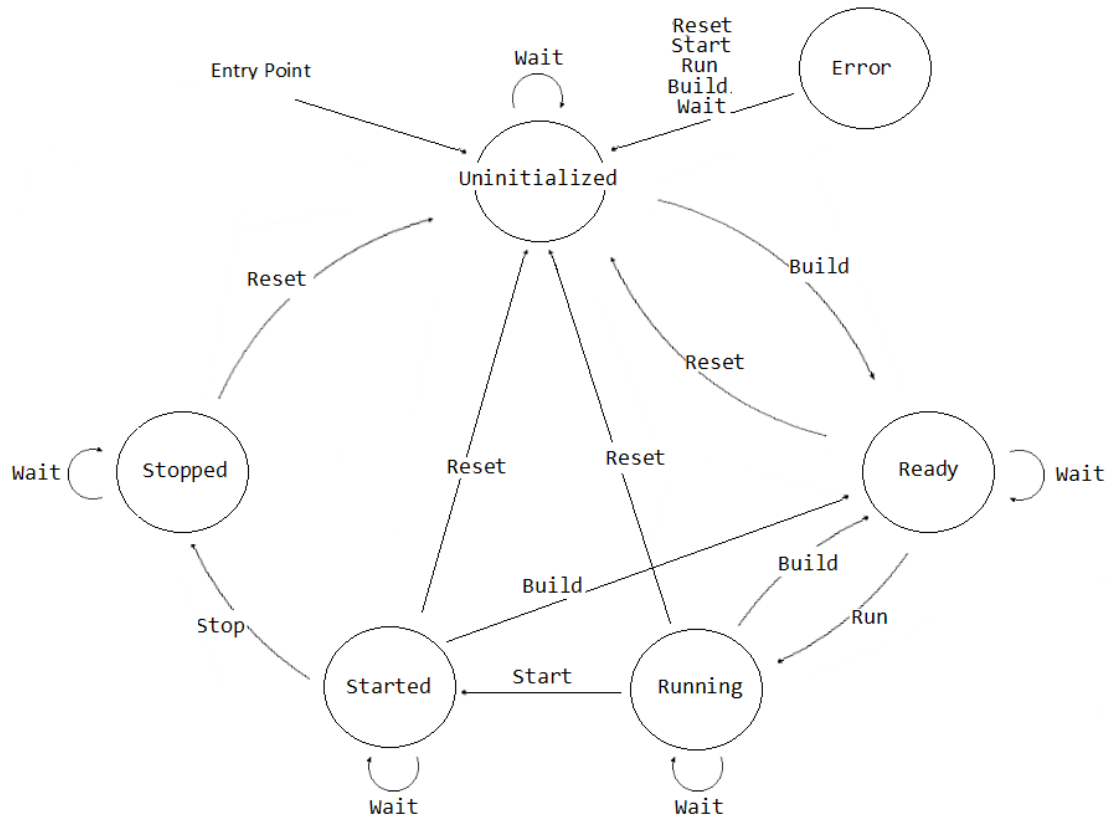 Reset
Start
Run
Build
Wait
Error
Wait
Entry Point
Uninitialized
Build
Reset
Reset
Reset
Reset
Wait
Stopped
Ready
Wait
Build
Build
Stop
Run
Started
Start
Running
Wait
Wait